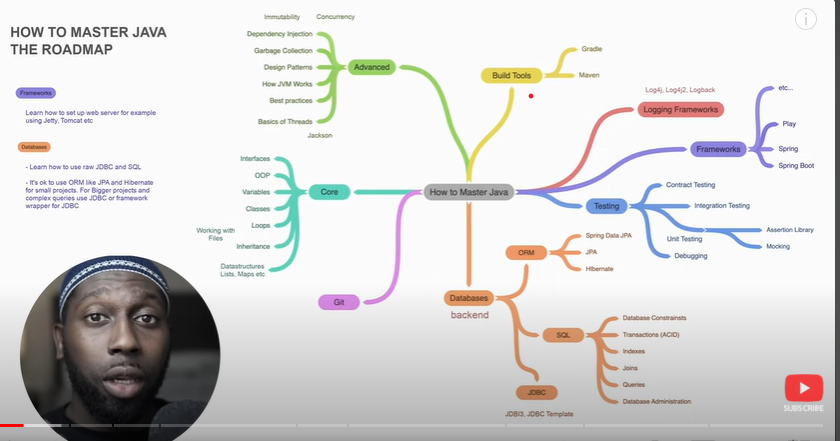 HOW TO MASTER JAVA
THE ROADMAP
Frameworks
Learn how to set up web server for example
using Jetty, Tomcat etc
Databases
- Learn how to use raw JDBC and SQL
- It's ok to use ORM like JPA and Hibernate
for small projects. For Bigger projects and
complex queries use JDBC or framework
wrapper for JDBC
Immutability
Concurrency
Dependency Injection
Garbage Collection
Design Patterns
How JVM Works
Best practices
Basics of Threads
Jackson
Advanced
Interfaces
OOP
Variables
Classes
Loops
Working with
Files
Inheritance
Datastructures
Lists, Maps etc
Core
Git
How to Master Java
Build Tools
Gradle
Maven
Log4j, Log4j2, Logback
Logging Frameworks
Frameworks
etc...
Play
Spring
Spring Boot
Testing
Contract Testing
Integration Testing
Unit Testing
Assertion Library
Mocking
Debugging
Databases
backend
ORM
Spring Data JPA
JPA
HIbernate
SQL
Database Constrainsts
Transactions (ACID)
Indexes
Joins
Queries
Database Administration
JDBC
JDBI3, JDBC Template
SUBSCRIBE